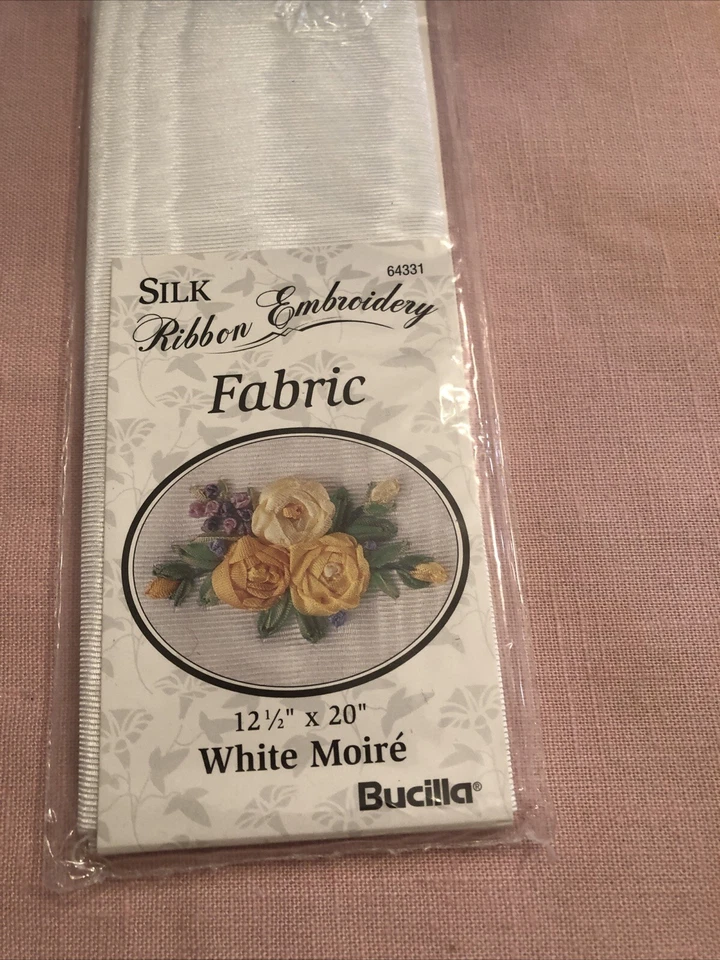 64331
SILK
Ribbon Embroidery
Fabric
12½" x 20"
White Moiré
Bucilla®